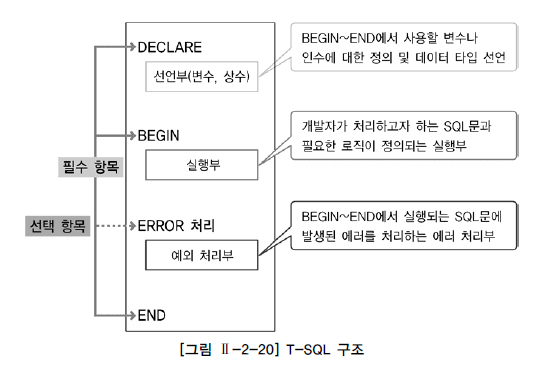 DECLARE
선언부(변수, 상수)
BEGIN~END에서 사용할 변수나
인수에 대한 정의 및 데이터 타입 선언
BEGIN
실행부
개발자가 처리하고자 하는 SQL문과
필요한 로직이 정의되는 실행부
필수 항목
선택 항목
ERROR 처리
예외 처리부
BEGIN~END에서 실행되는 SQL문에
발생된 에러를 처리하는 에러 처리부
END
[그림 Ⅱ-2-20] T-SQL 구조